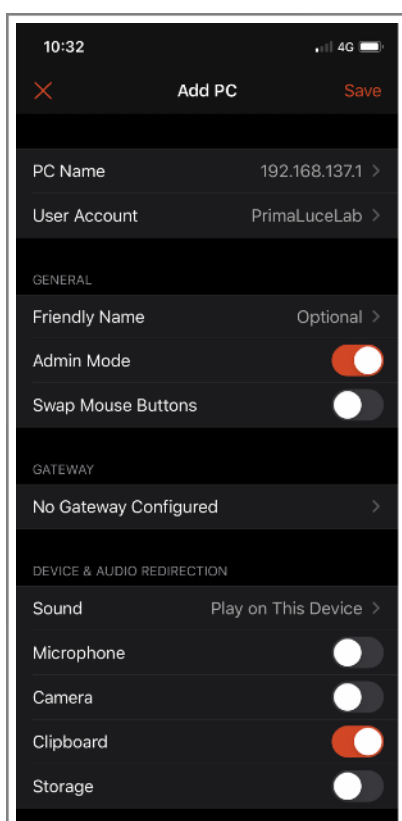 10:32 4G
Add PC Save
PC Name 192.168.137.1
User Account PrimaLuceLab
GENERAL
Friendly Name Optional
Admin Mode
Swap Mouse Buttons
GATEWAY
No Gateway Configured
DEVICE & AUDIO REDIRECTION
Sound Play on This Device
Microphone
Camera
Clipboard
Storage